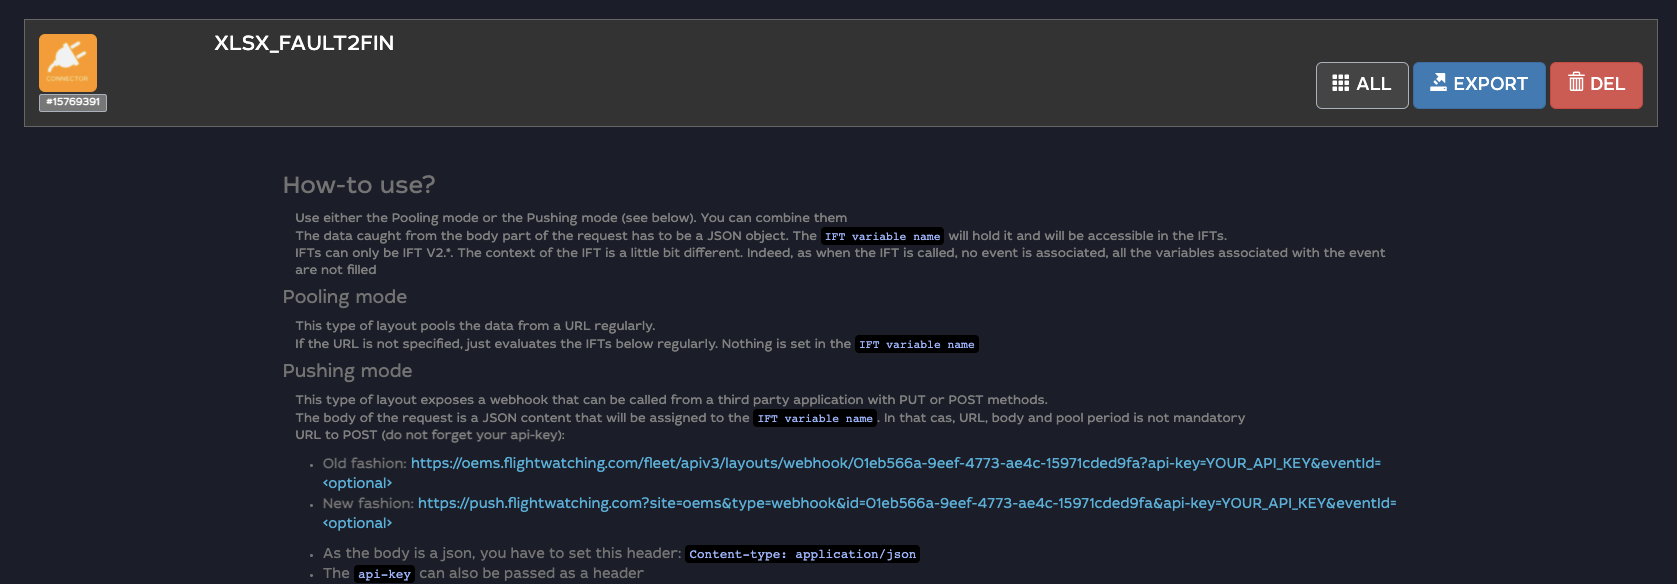 XLSX_FAULT2FIN
CONNECTOR
#15769391
ALL
EXPORT
DEL
How-to use?
Use either the Pooling mode or the Pushing mode (see below). You can combine them
The data caught from the body part of the request has to be a JSON object. The IFT variable name will hold it and will be accessible in the IFTs.
IFTs can only be IFT V2.*. The context of the IFT is a little bit different. Indeed, as when the IFT is called, no event is associated, all the variables associated with the event
are not filled
Pooling mode
This type of layout pools the data from a URL regularly.
If the URL is not specified, just evaluates the IFTs below regularly. Nothing is set in the IFT variable name
Pushing mode
This type of layout exposes a webhook that can be called from a third party application with PUT or POST methods.
The body of the request is a JSON content that will be assigned to the IFT variable name. In that cas, URL, body and pool period is not mandatory
URL to POST (do not forget your api-key):
• Old fashion: https://oems.flightwatching.com/fleet/apiv3/layouts/webhook/01eb566a-9eef-4773-ae4c-15971cded9fa?api-key=YOUR_API_KEY&eventId=
<optional>
• New fashion: https://push.flightwatching.com?site=oems&type=webhook&id=01eb566a-9eef-4773-ae4c-15971cded9fa&api-key=YOUR_API_KEY&eventId=
<optional>
• As the body is a json, you have to set this header: Content-type: application/json
• The api-key can also be passed as a header